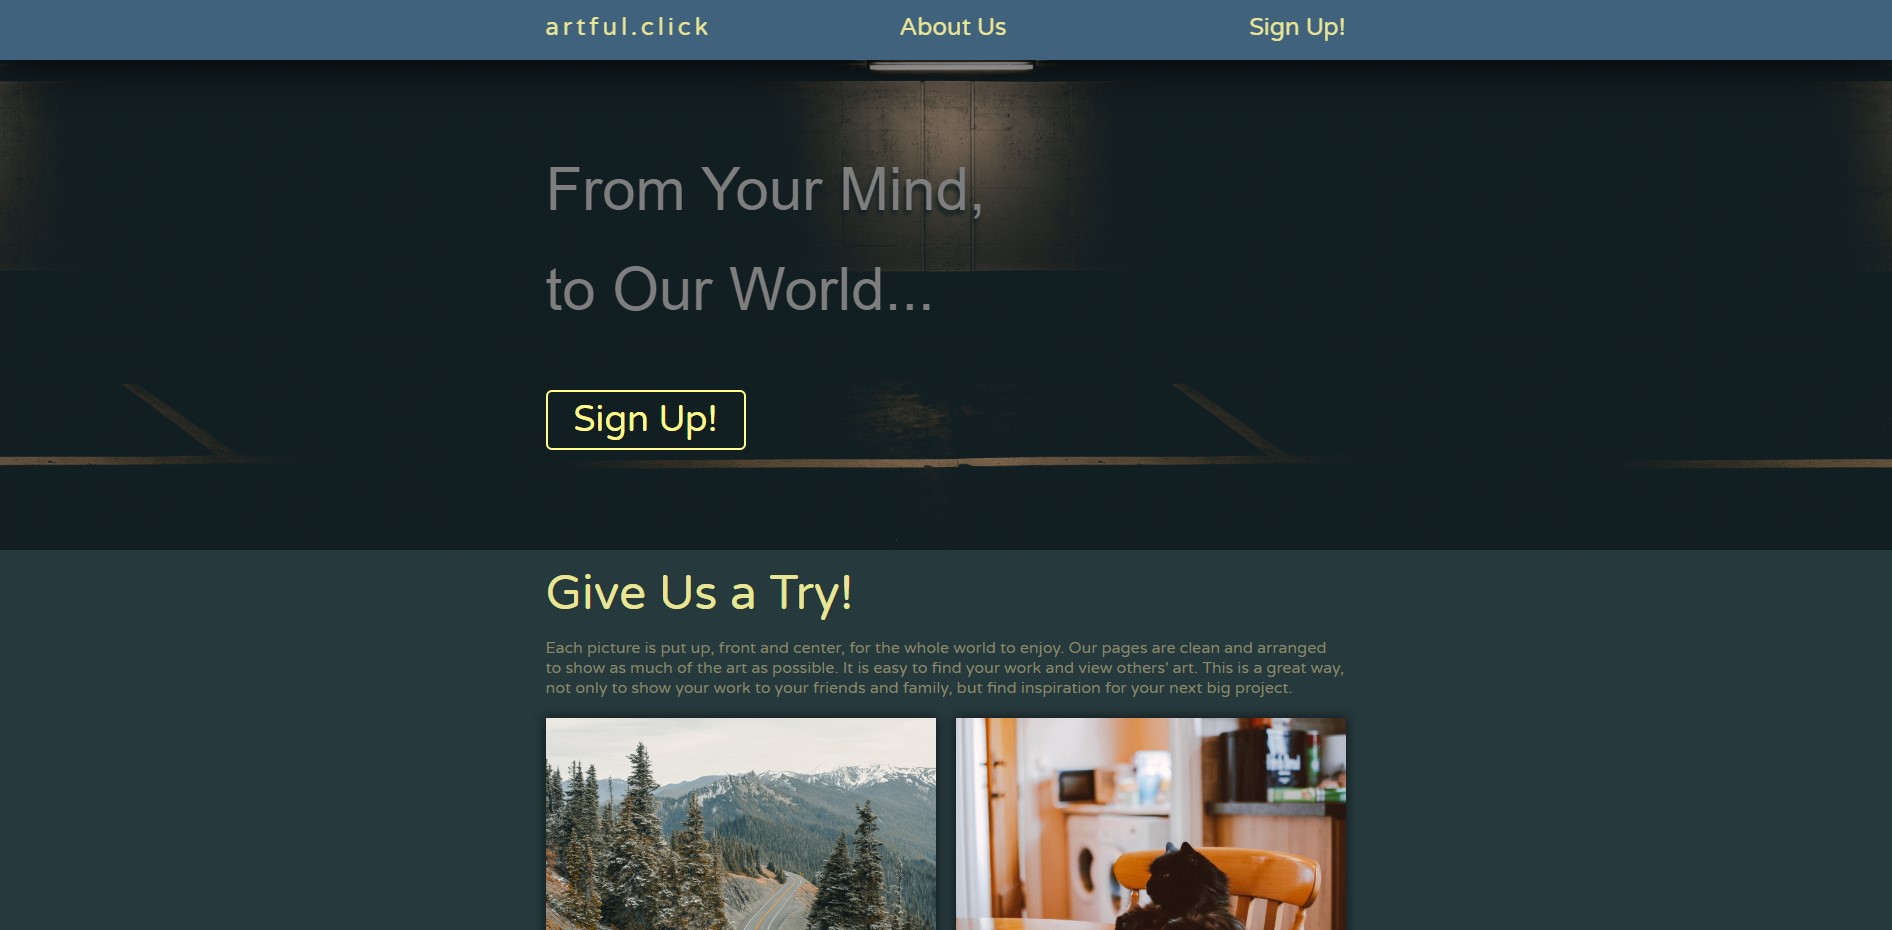 artful.click
About Us
Sign Up!
From Your Mind,
to Our World...
Sign Up!
Give Us a Try!
Each picture is put up, front and center, for the whole world to enjoy. Our pages are clean and arranged
to show as much of the art as possible. It is easy to find your work and view others' art. This is a great way,
not only to show your work to your friends and family, but find inspiration for your next big project.